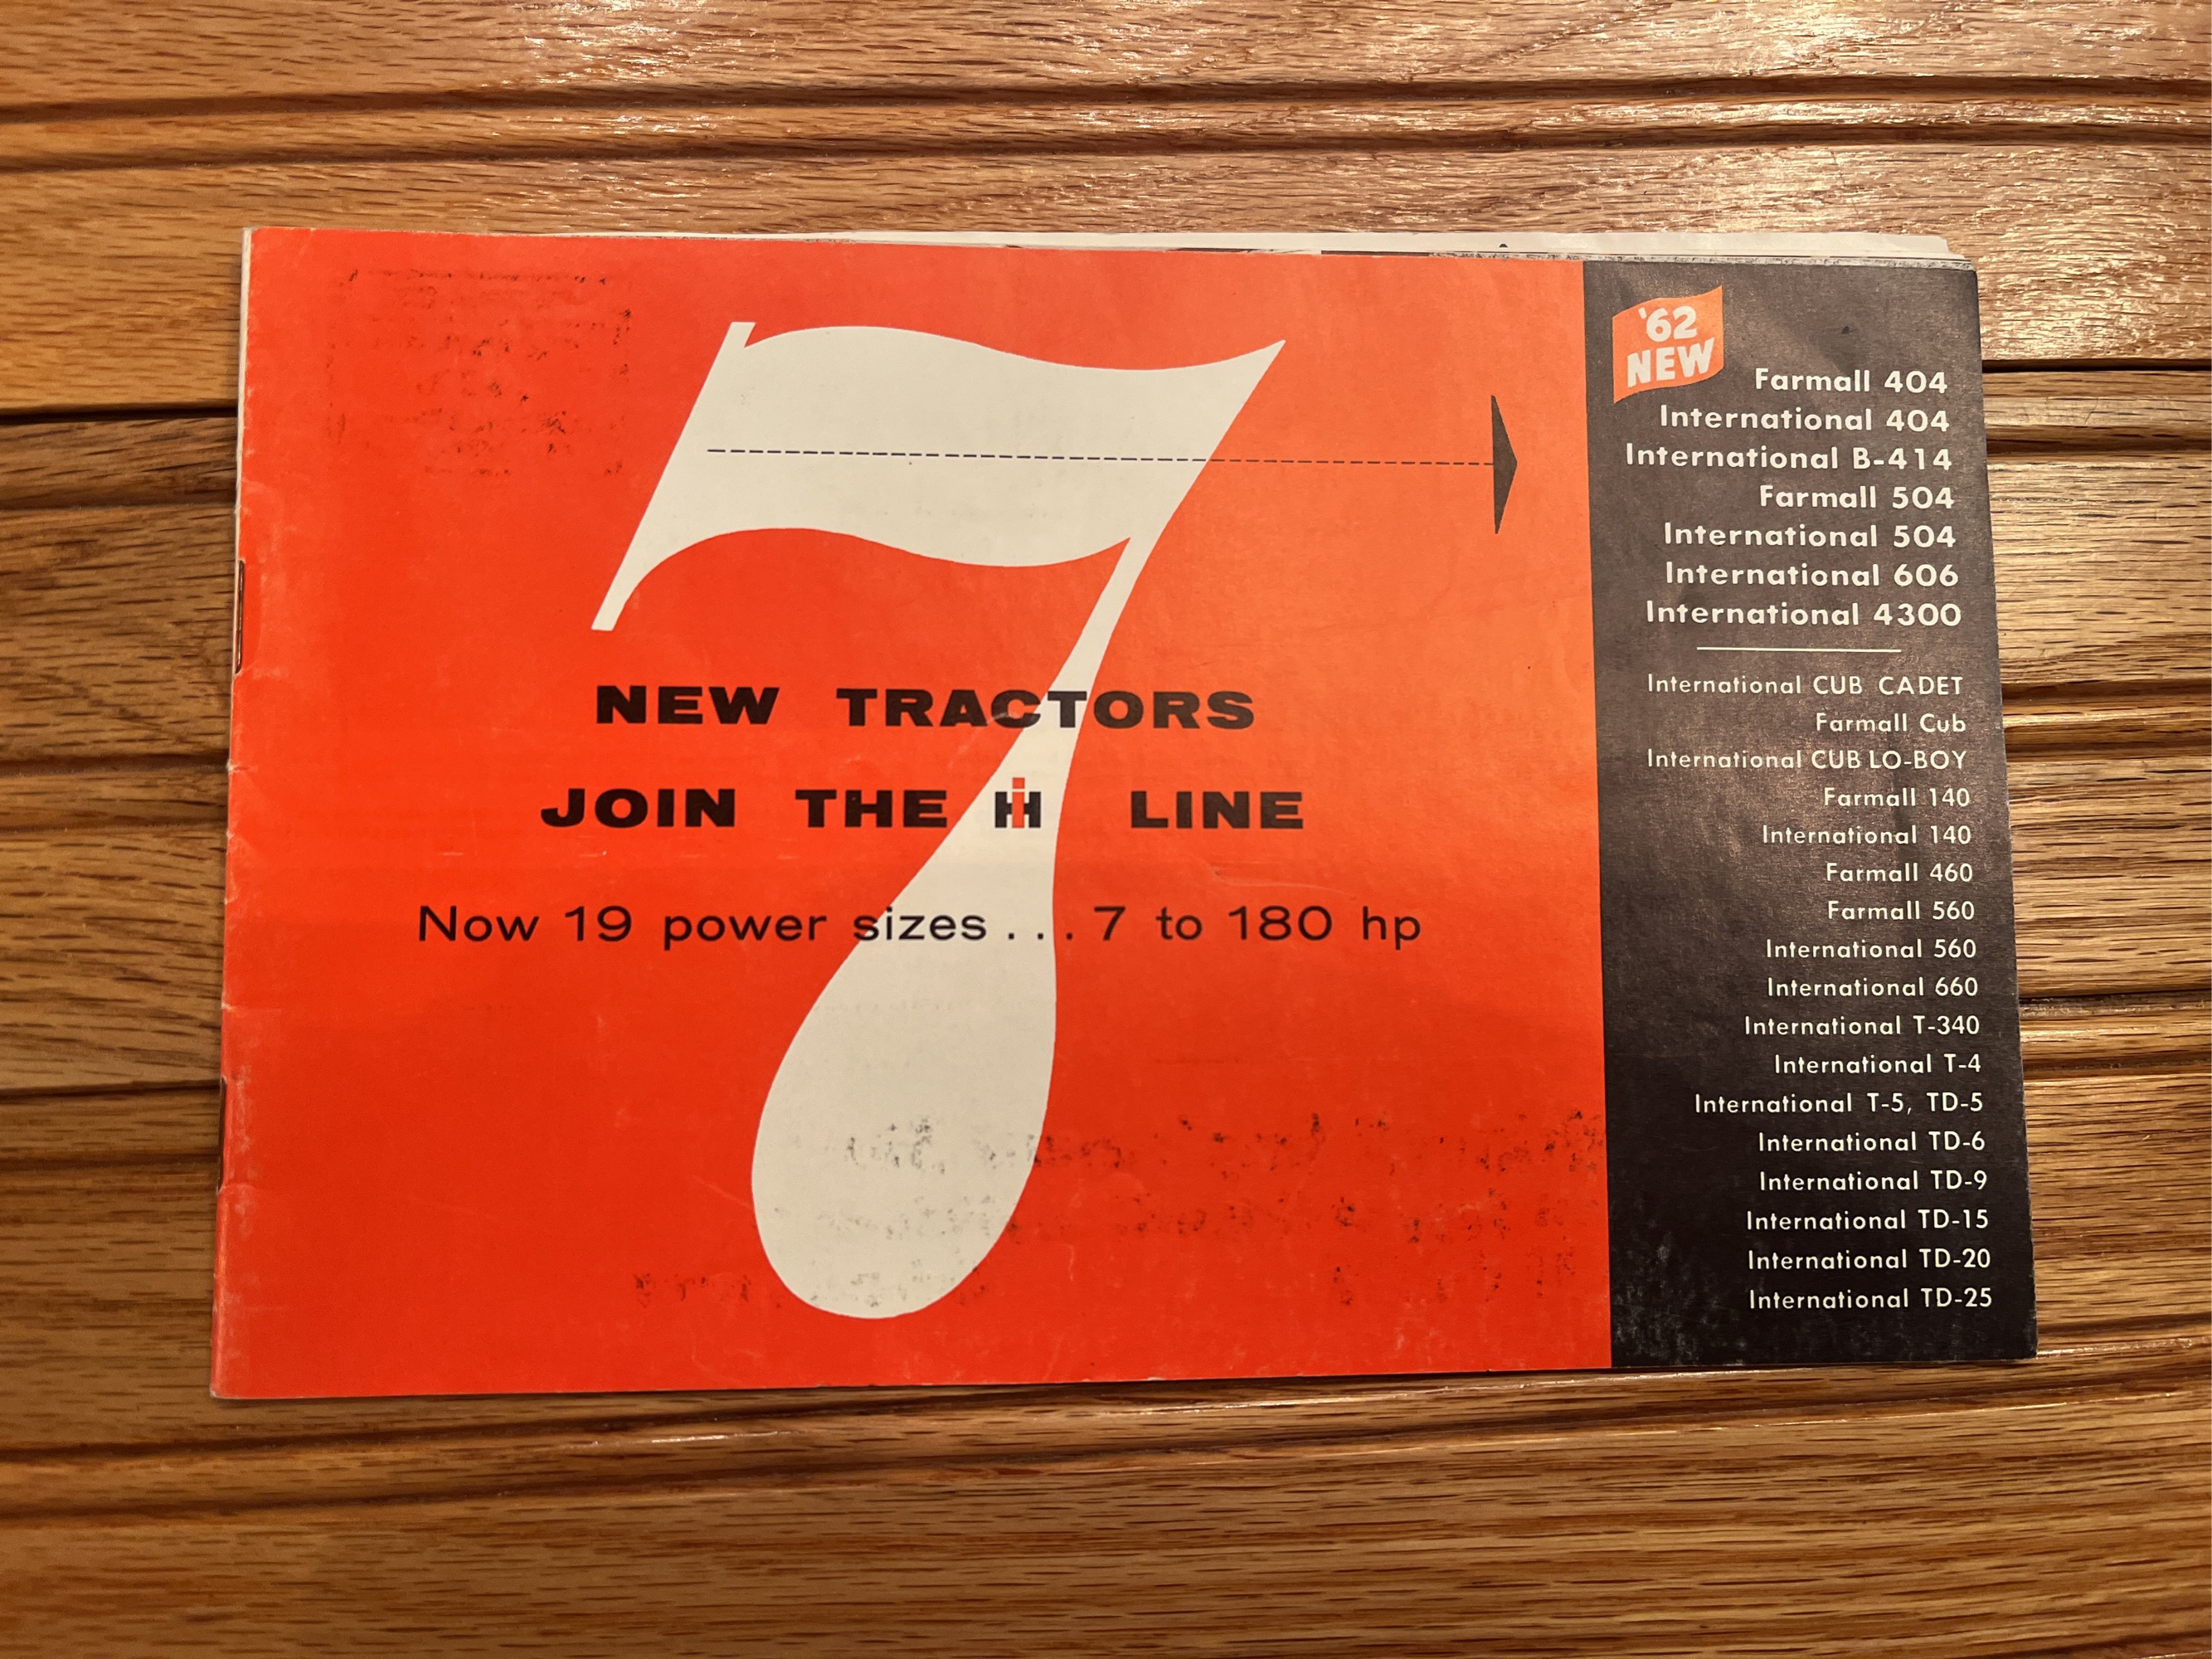 7
NEW TRACTORS
JOIN THE IH LINE
Now 19 power sizes . . . 7 to 180 hp
'62
NEW
Farmall 404
International 404
International B-414
Farmall 504
International 504
International 606
International 4300
International CUB CADET
Farmall Cub
International CUB LO-BOY
Farmall 140
International 140
Farmall 460
Farmall 560
International 560
International 660
International T-340
International T-4
International T-5, TD-5
International TD-6
International TD-9
International TD-15
International TD-20
International TD-25